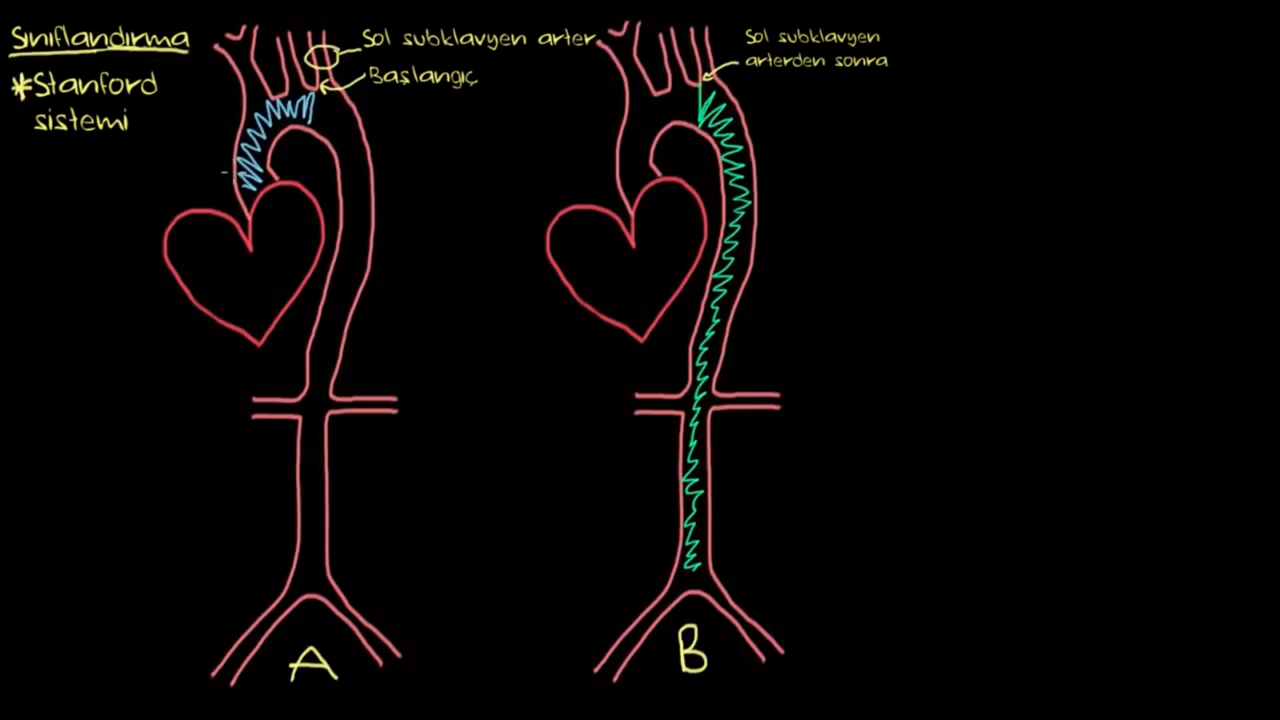 Sınıflandırma
*Stanford
sistemi
Sol subklavyen arter
Başlangıç
Sol subklavyen
arterden sonra
A
B